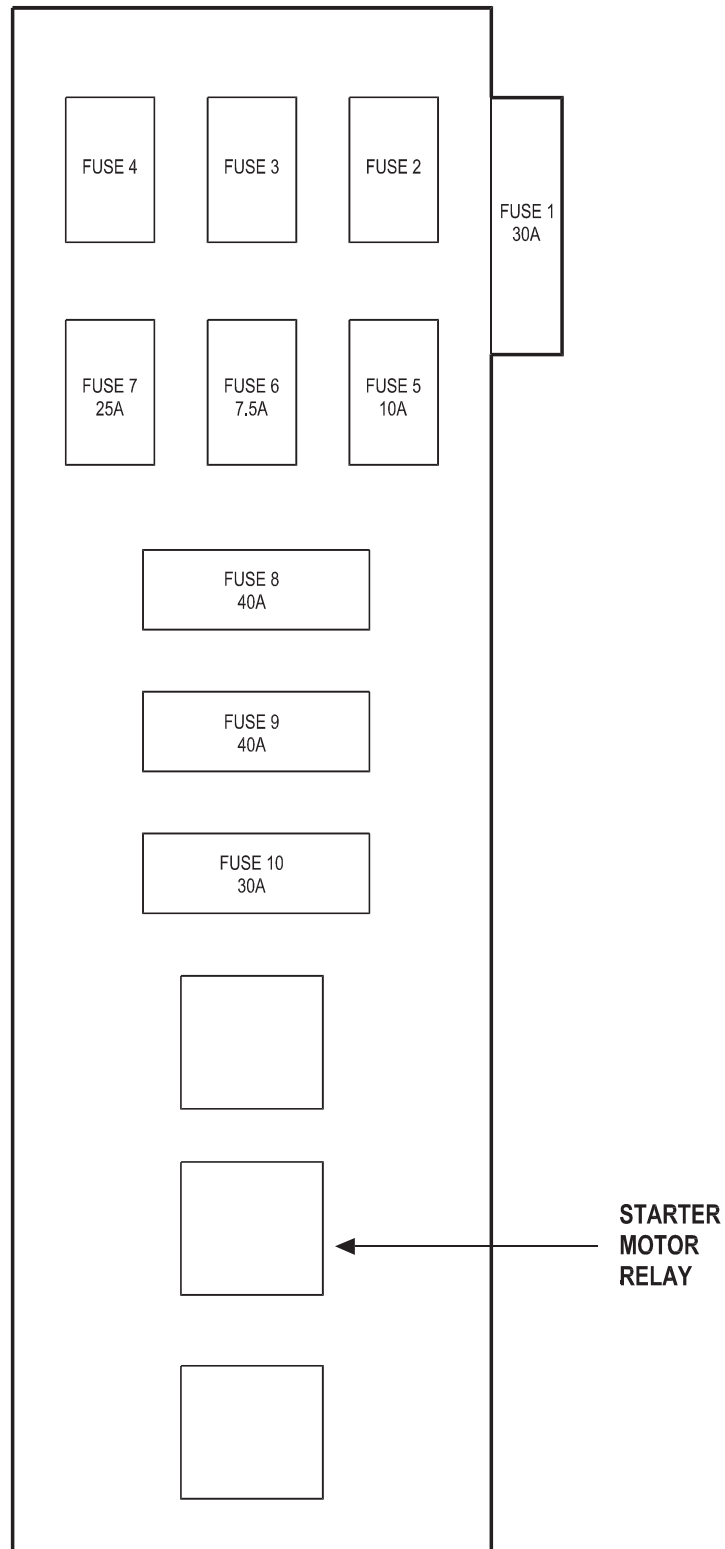 FUSE 4
FUSE 3
FUSE 2
FUSE 1
30A
FUSE 7
25A
FUSE 6
7.5A
FUSE 5
10A
FUSE 8
40A
FUSE 9
40A
FUSE 10
30A
STARTER
MOTOR
RELAY